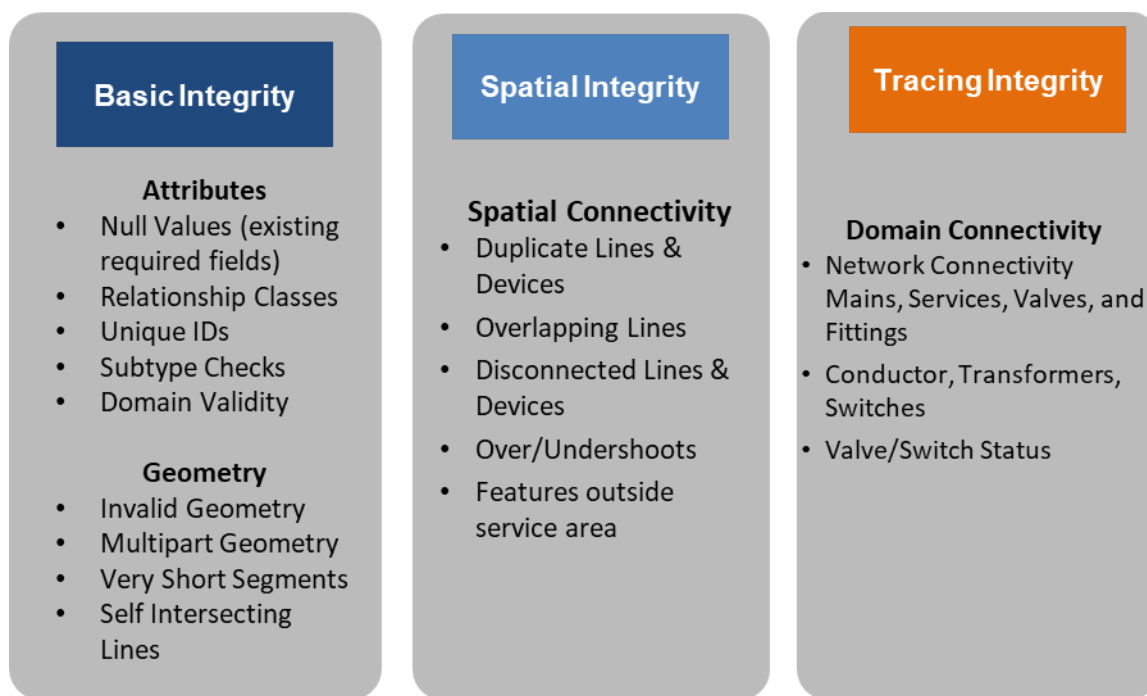 Basic Integrity
Attributes
• Null Values (existing
required fields)
• Relationship Classes
• Unique IDs
• Subtype Checks
• Domain Validity
Geometry
• Invalid Geometry
• Multipart Geometry
• Very Short Segments
• Self Intersecting
Lines
Spatial Integrity
Spatial Connectivity
• Duplicate Lines &
Devices
• Overlapping Lines
• Disconnected Lines &
Devices
• Over/Undershoots
• Features outside
service area
Tracing Integrity
Domain Connectivity
• Network Connectivity
Mains, Services, Valves, and
Fittings
• Conductor, Transformers,
Switches
• Valve/Switch Status